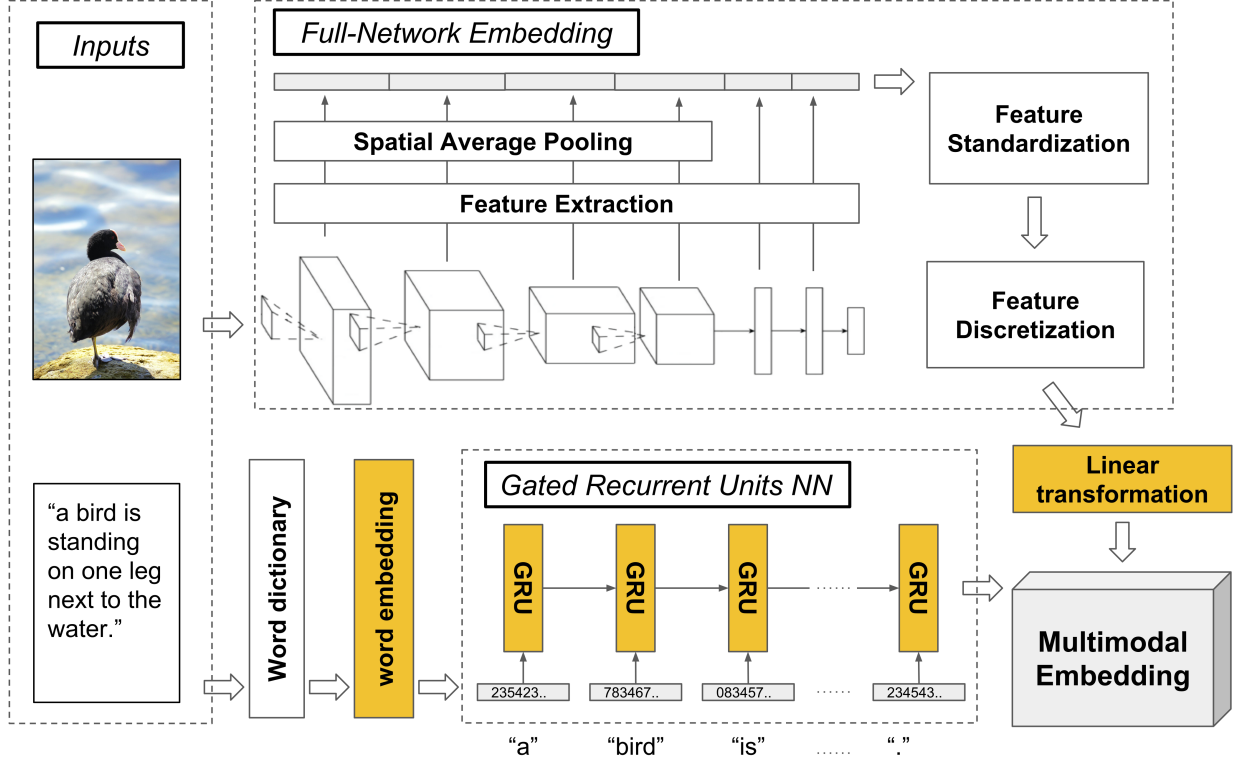 Inputs
Full-Network Embedding
Spatial Average Pooling
Feature Extraction
Feature
Standardization
Feature
Discretization
Linear
transformation
Multimodal
Embedding
“a bird is
standing
on one leg
next to the
water.”
Word dictionary
word embedding
Gated Recurrent Units NN
GRU
GRU
GRU
......
GRU
235423..
783467..
083457..
......
234543..
“a”
“bird”
“is”
......
“.”